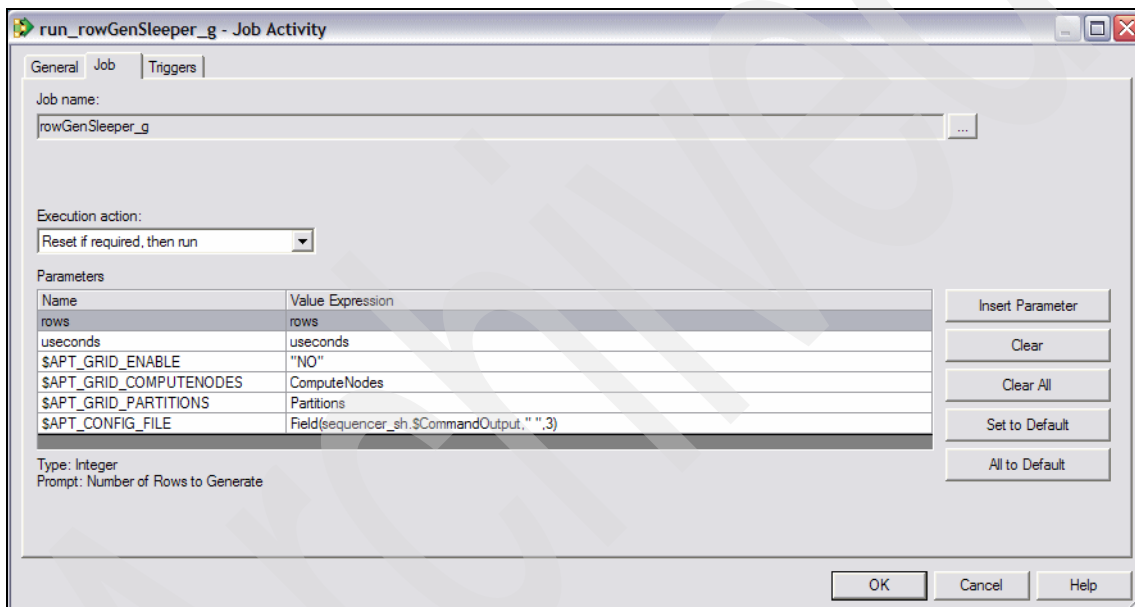 run_rowGenSleeper_g - Job Activity
General Job Triggers
Job name:
rowGenSleeper_g
...
Execution action:
Reset if required, then run
Parameters
Name Value Expression
rows rows
useconds useconds
$APT_GRID_ENABLE "NO"
$APT_GRID_COMPUTENODES ComputeNodes
$APT_GRID_PARTITIONS Partitions
$APT_CONFIG_FILE Field(sequencer_sh.$CommandOutput," ",3)
Insert Parameter
Clear
Clear All
Set to Default
All to Default
Type: Integer
Prompt: Number of Rows to Generate
OK Cancel Help
Archived